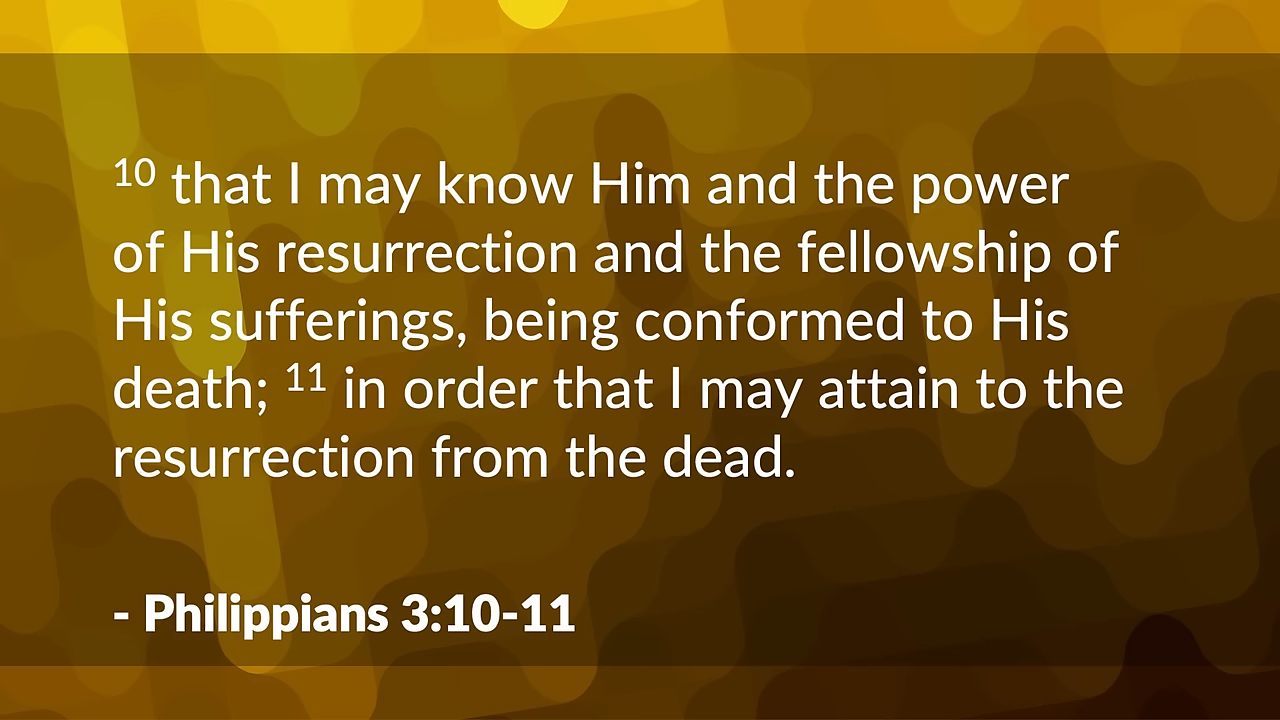 10 that I may know Him and the power
of His resurrection and the fellowship of
His sufferings, being conformed to His
death; 11 in order that I may attain to the
resurrection from the dead.
- Philippians 3:10-11